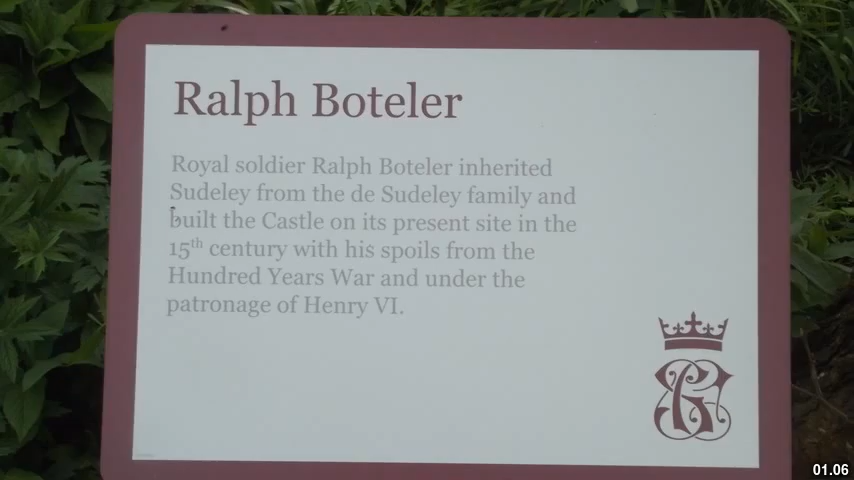 Ralph Boteler
Royal soldier Ralph Boteler inherited
Sudeley from the de Sudeley family and
built the Castle on its present site in the
15th century with his spoils from the
Hundred Years War and under the
patronage of Henry VI.
01.06